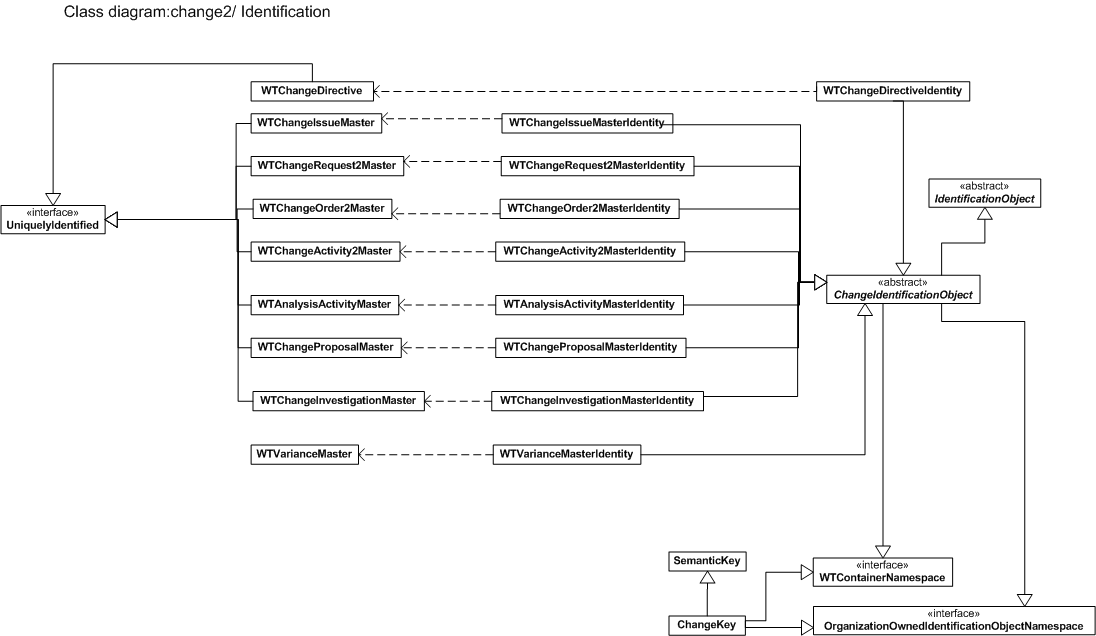 Class diagram:change2/ Identification
WTChangeDirective
WTChangeDirectiveIdentity
WTChangeIssueMaster
WTChangeIssueMasterIdentity
WTChangeRequest2Master
WTChangeRequest2MasterIdentity
«abstract»
IdentificationObject
«interface»
UniquelyIdentified
WTChangeOrder2Master
WTChangeOrder2MasterIdentity
WTChangeActivity2Master
WTChangeActivity2MasterIdentity
«abstract»
ChangeIdentificationObject
WTAnalysisActivityMaster
WTAnalysisActivityMasterIdentity
WTChangeProposalMaster
WTChangeProposalMasterIdentity
WTChangeInvestigationMaster
WTChangeInvestigationMasterIdentity
WTVarianceMaster
WTVarianceMasterIdentity
SemanticKey
«interface»
WTContainerNamespace
ChangeKey
«interface»
OrganizationOwnedIdentificationObjectNamespace